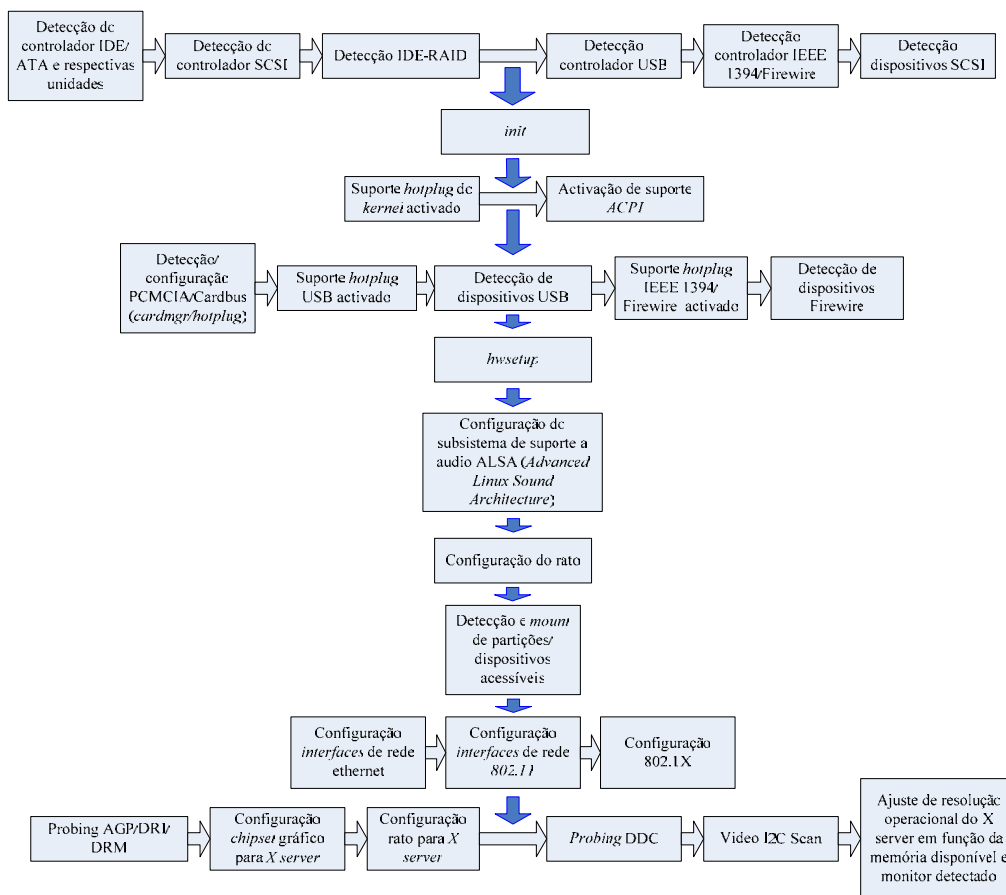 Detecção do
controlador IDE/
ATA e respectivas
unidades
Detecção do
controlador SCSI
Detecção IDE-RAID
Detecção
controlador USB
Detecção
controlador IEEE
1394/Firewire
Detecção
dispositivos SCSI
init
Suporte hotplug do
kernel activado
Activação de suporte
ACPI
Detecção/
configuração
PCMCIA/Cardbus
(cardmgr/hotplug)
Suporte hotplug
USB activado
Detecção de
dispositivos USB
Suporte hotplug
IEEE 1394/
Firewire activado
Detecção de
dispositivos
Firewire
hwsetup
Configuração do
subsistema de suporte a
audio ALSA (Advanced
Linux Sound
Architecture)
Configuração do rato
Detecção e mount
de partições/
dispositivos
acessíveis
Configuração
interfaces de rede
ethernet
Configuração
interfaces de rede
802.11
Configuração
802.1X
Probing AGP/DRI/
DRM
Configuração
chipset gráfico
para X server
Configuração
rato para X
server
Probing DDC
Video I2C Scan
Ajuste de resolução
operacional do X
server em função da
memória disponível e
monitor detectado